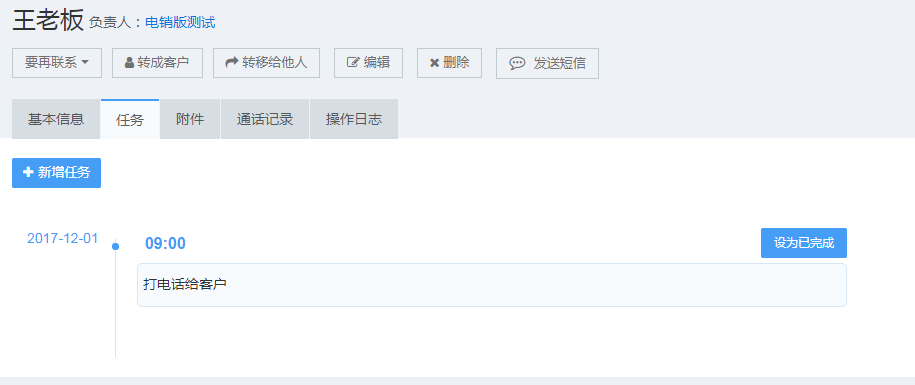 王老板 负责人：电销版测试
要再联系 转成客户 转移给他人 编辑 删除 发送短信
基本信息 任务 附件 通话记录 操作日志
新增任务
2017-12-01 09:00 设为已完成
打电话给客户